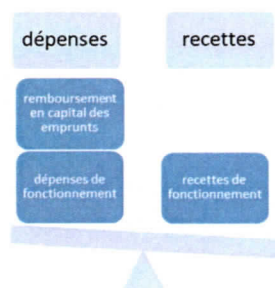 dépenses
recettes
remboursement
en capital des
emprunts
dépenses de
fonctionnement
recettes de
fonctionnement